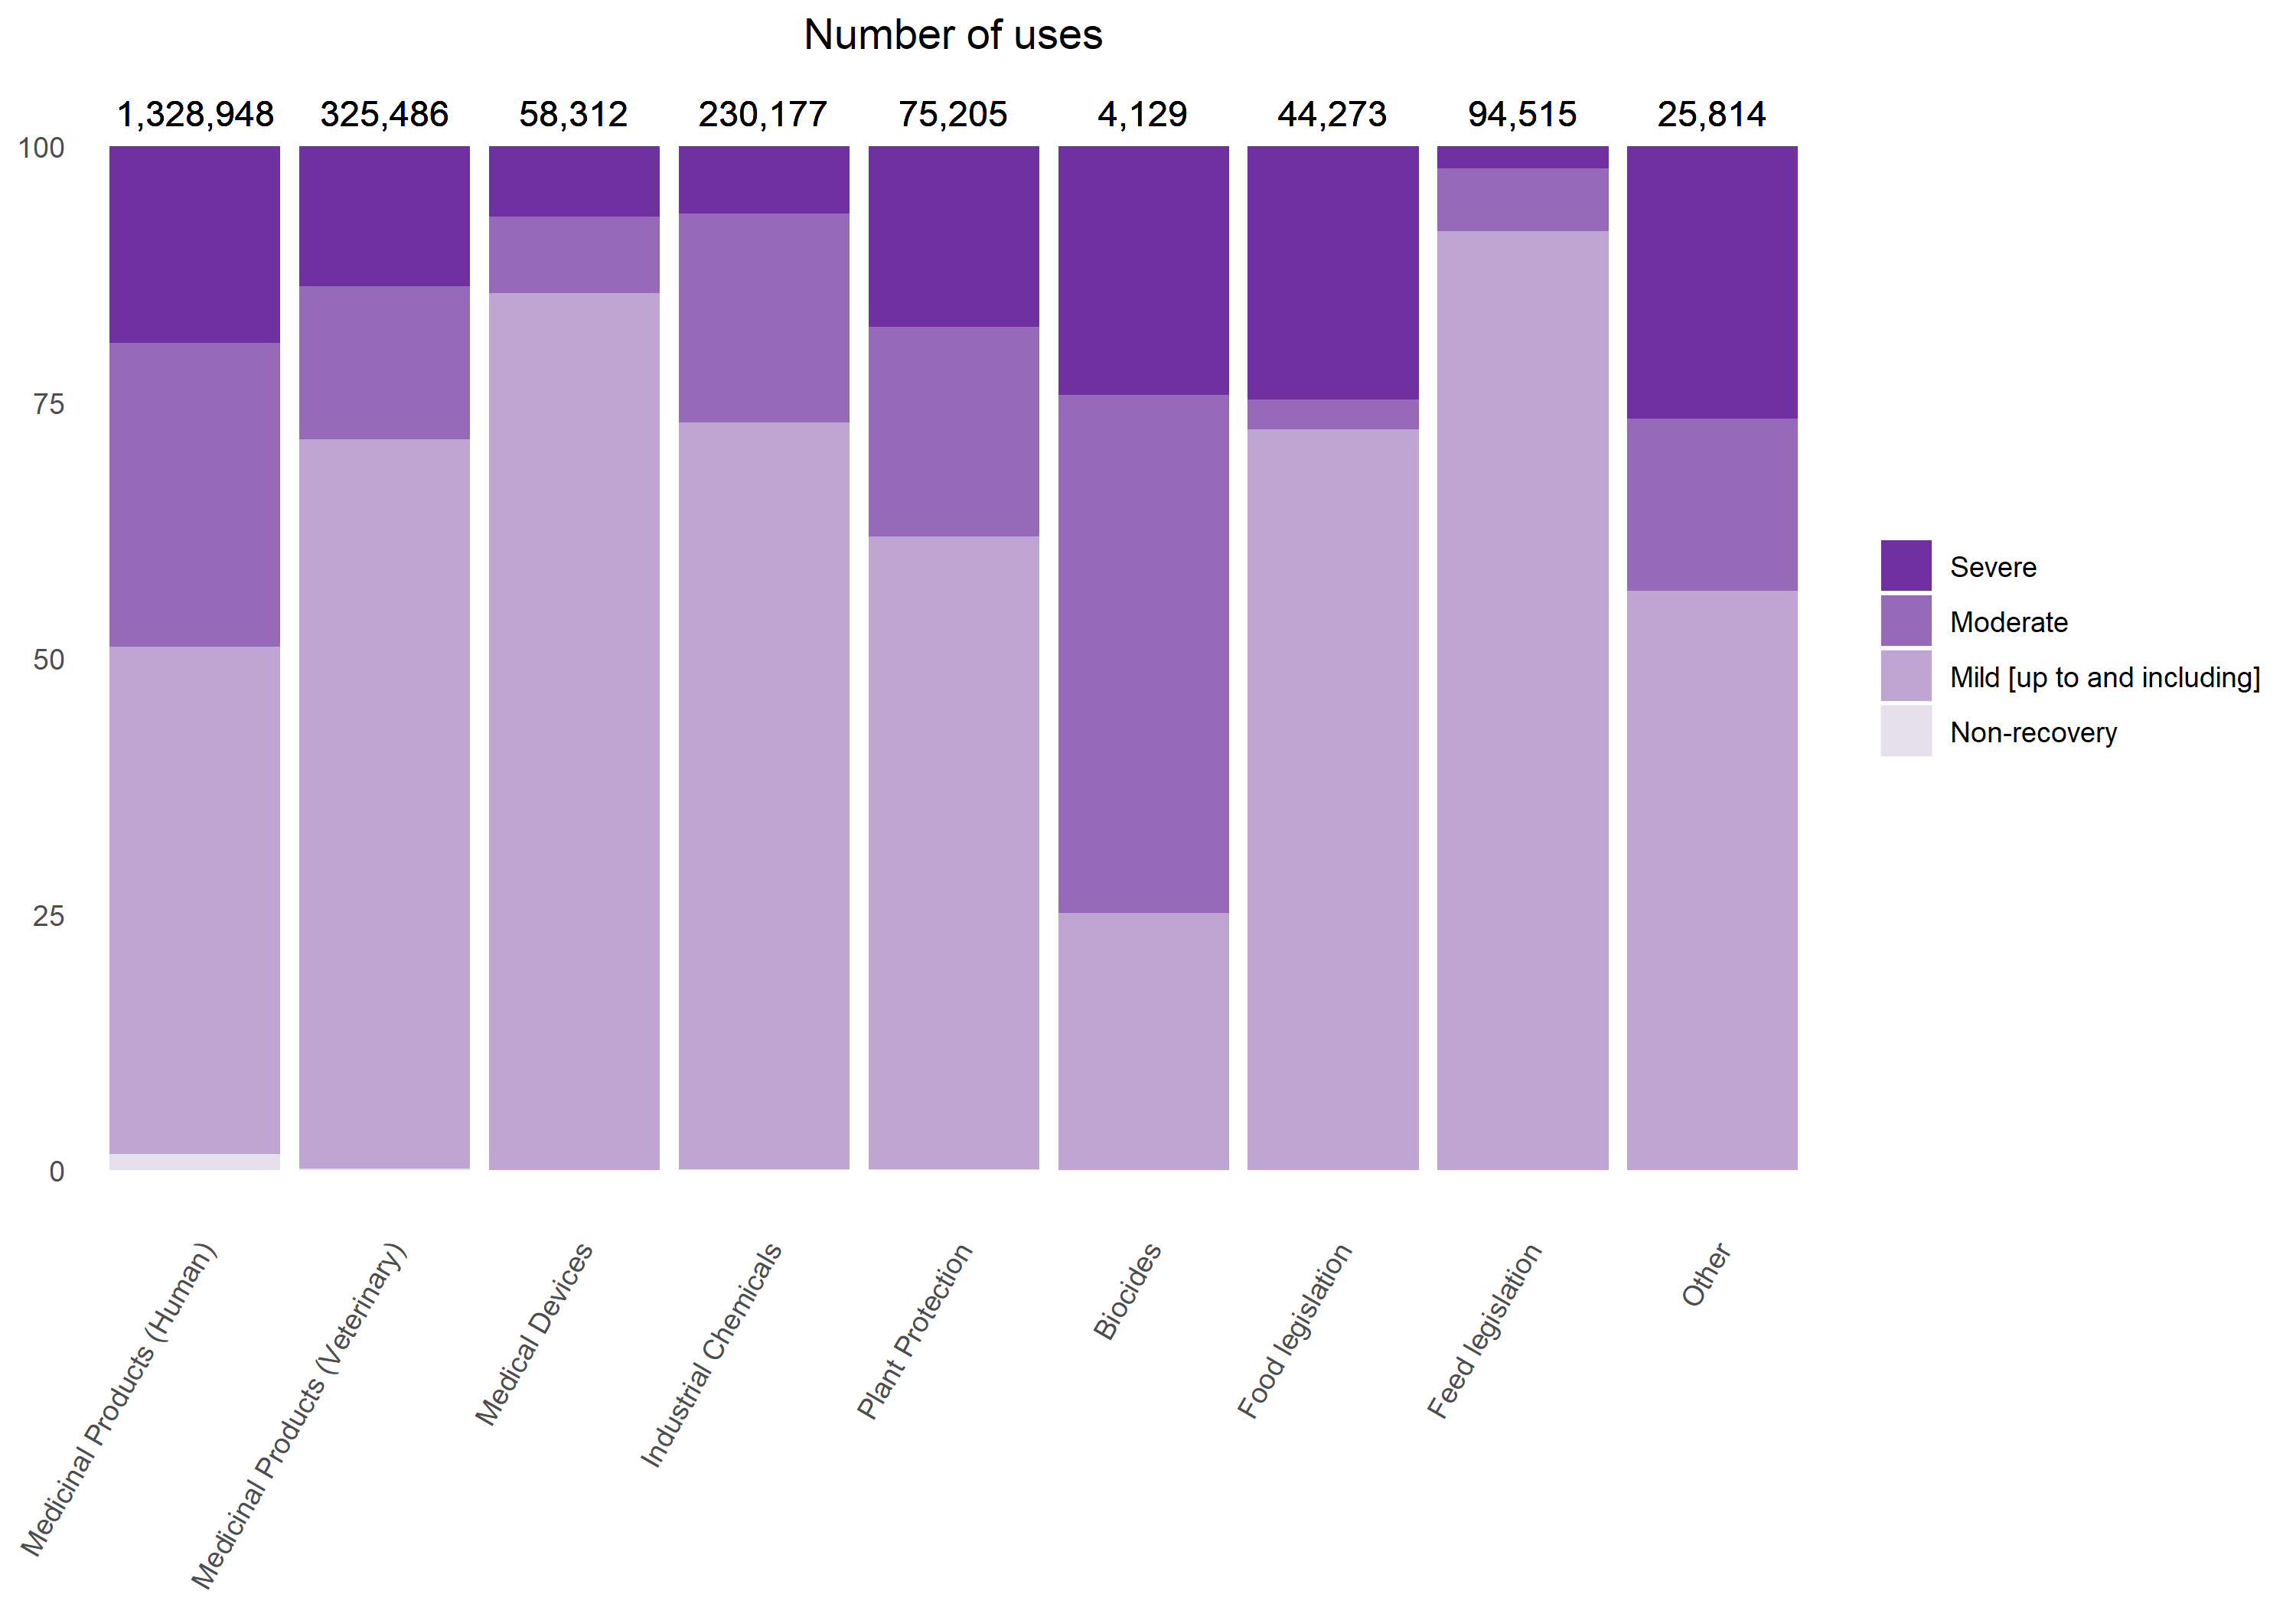 Number of uses
1,328,948 325,486 58,312 230,177 75,205 4,129 44,273 94,515 25,814
100
75
50
25
0
Severe
Moderate
Mild [up to and including]
Non-recovery
Medicinal Products (Human)
Medicinal Products (Veterinary)
Medical Devices
Industrial Chemicals
Plant Protection
Biocides
Food legislation
Feed legislation
Other